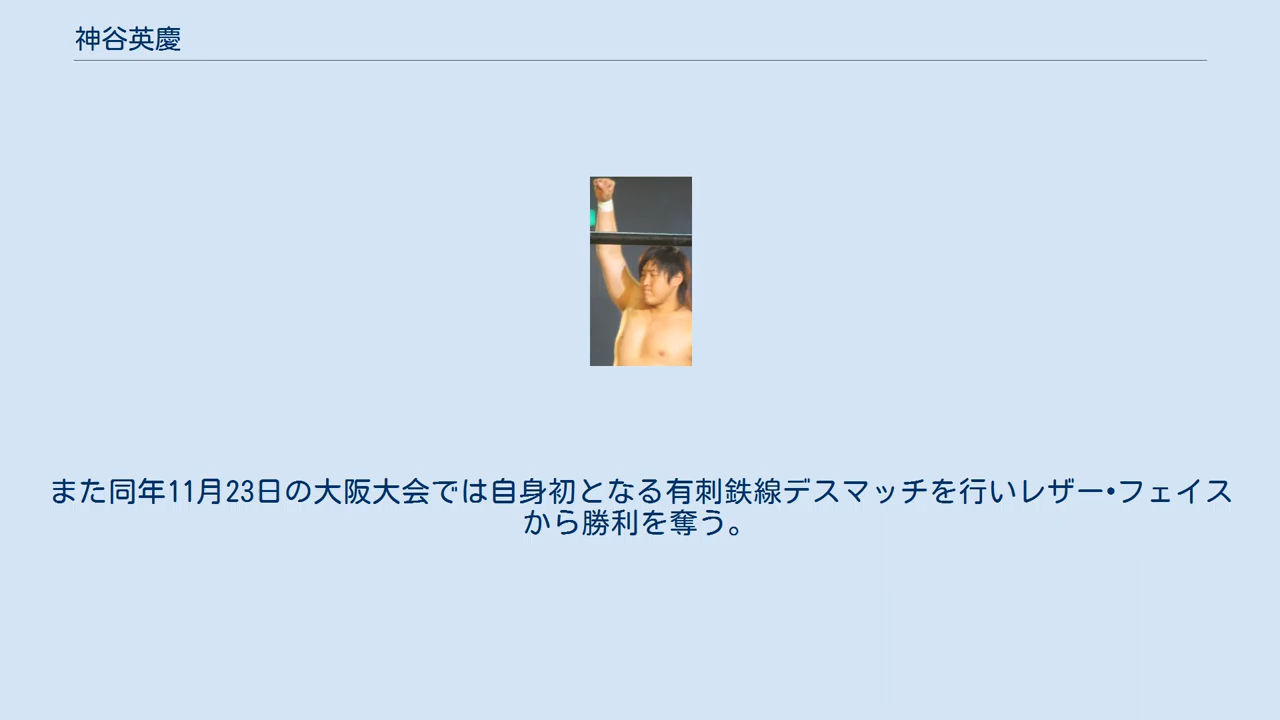 神谷英慶
また同年11月23日の大阪大会では自身初となる有刺鉄線デスマッチを行いレザー•フェイス
から勝利を奪う。